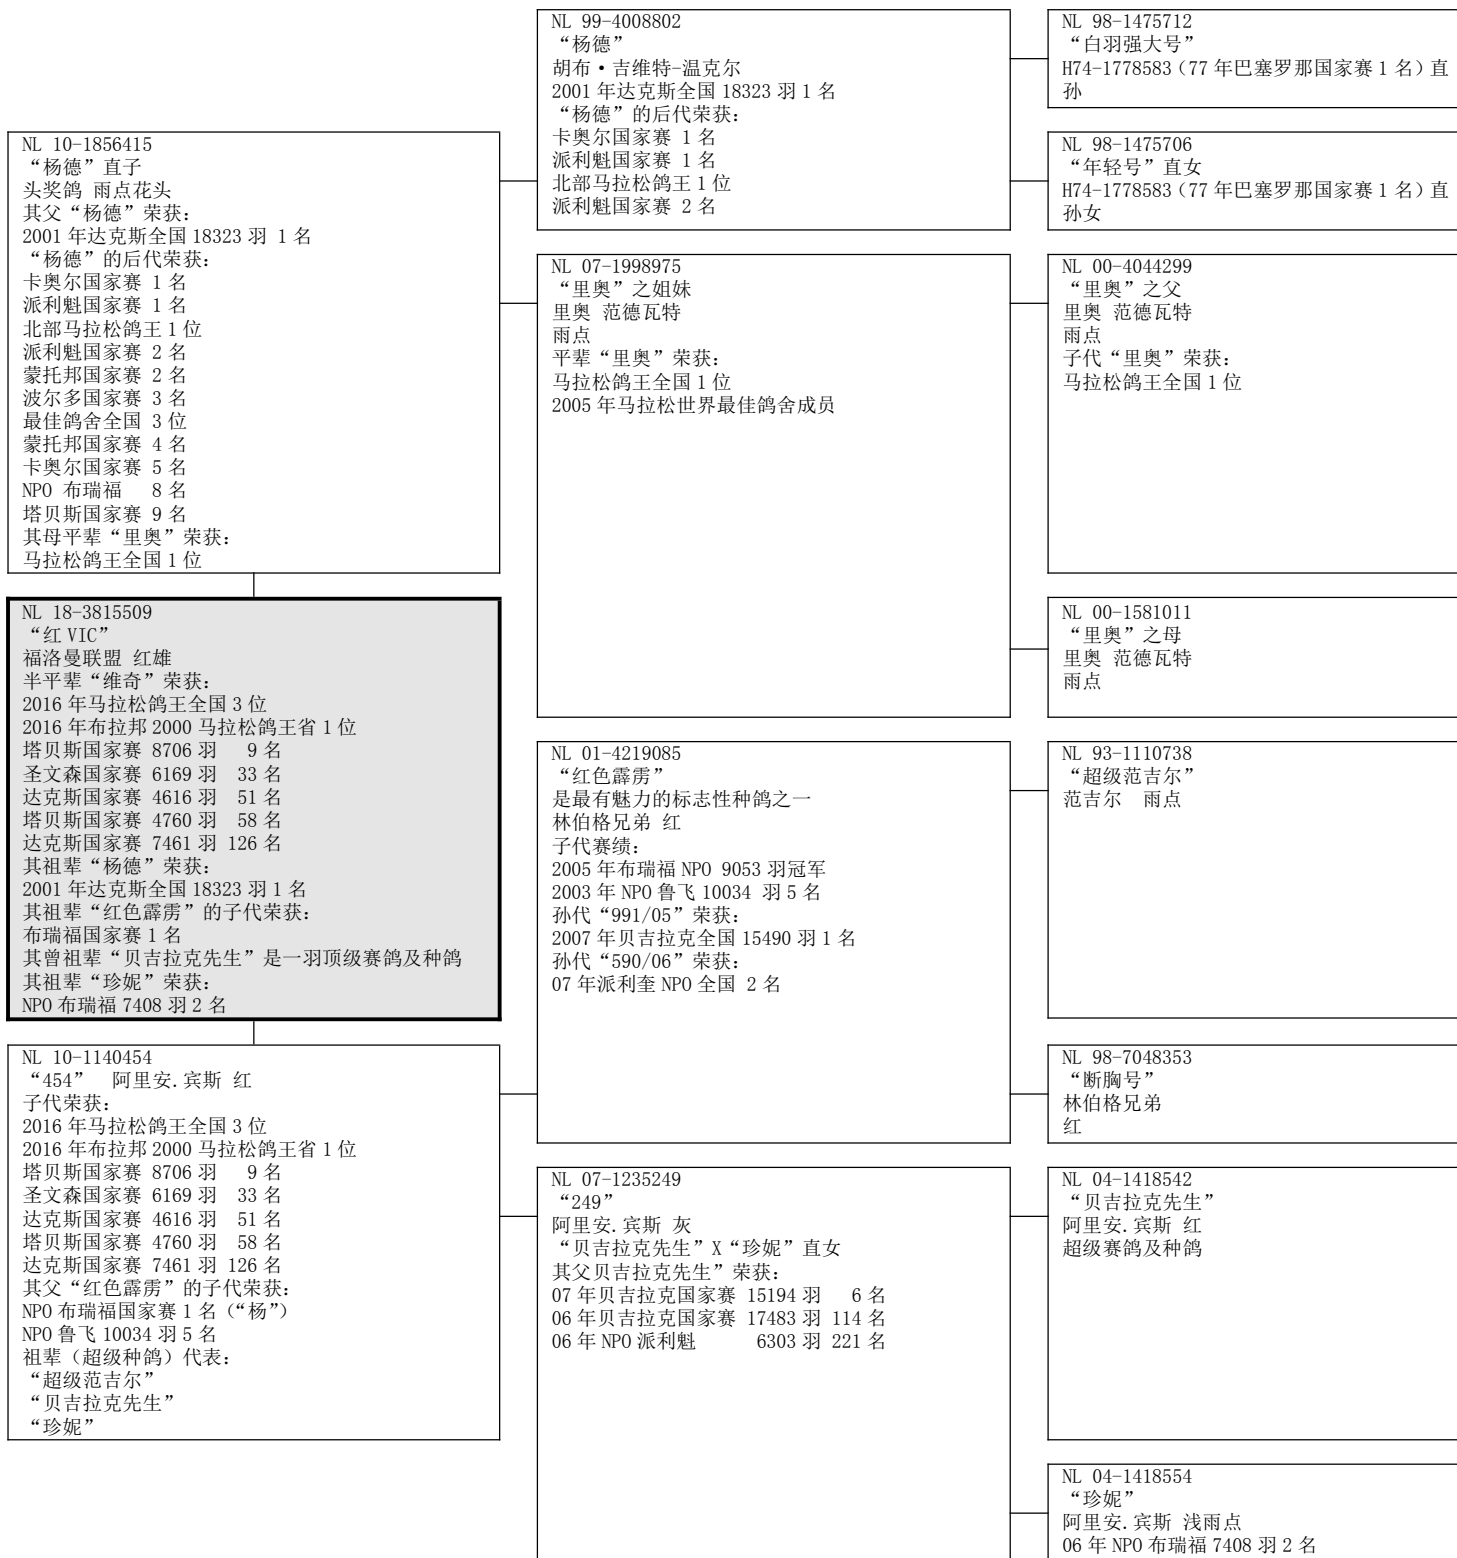 NL 10-1856415
“杨德”直子
头奖鸽 雨点花头
其父“杨德”荣获：
2001 年达克斯全国 18323 羽 1 名
“杨德”的后代荣获：
卡奥尔国家赛 1 名
派利魁国家赛 1 名
北部马拉松鸽王 1 位
派利魁国家赛 2 名
蒙托邦国家赛 2 名
波尔多国家赛 3 名
最佳鸽舍全国 3 位
蒙托邦国家赛 4 名
卡奥尔国家赛 5 名
NPO 布瑞福 8 名
塔贝斯国家赛 9 名
其母平辈“里奥”荣获：
马拉松鸽王全国 1 位
NL 18-3815509
“红 VIC”
福洛曼联盟 红雄
半平辈“维奇”荣获：
2016 年马拉松鸽王全国 3 位
2016 年布拉邦 2000 马拉松鸽王省 1 位
塔贝斯国家赛 8706 羽 9 名
圣文森国家赛 6169 羽 33 名
达克斯国家赛 4616 羽 51 名
塔贝斯国家赛 4760 羽 58 名
达克斯国家赛 7461 羽 126 名
其祖辈“杨德”荣获：
2001 年达克斯全国 18323 羽 1 名
其祖辈“红色霹雳”的子代荣获：
布瑞福国家赛 1 名
其曾祖辈“贝吉拉克先生”是一羽顶级赛鸽及种鸽
其祖辈“珍妮”荣获：
NPO 布瑞福 7408 羽 2 名
NL 10-1140454
“454” 阿里安.宾斯 红
子代荣获：
2016 年马拉松鸽王全国 3 位
2016 年布拉邦 2000 马拉松鸽王省 1 位
塔贝斯国家赛 8706 羽 9 名
圣文森国家赛 6169 羽 33 名
达克斯国家赛 4616 羽 51 名
塔贝斯国家赛 4760 羽 58 名
达克斯国家赛 7461 羽 126 名
其父“红色霹雳”的子代荣获：
NPO 布瑞福国家赛 1 名（“杨”）
NPO 鲁飞 10034 羽 5 名
祖辈（超级种鸽）代表：
“超级范吉尔”
“贝吉拉克先生”
“珍妮”
NL 99-4008802
“杨德”
胡布·吉维特-温克尔
2001 年达克斯全国 18323 羽 1 名
“杨德”的后代荣获：
卡奥尔国家赛 1 名
派利魁国家赛 1 名
北部马拉松鸽王 1 位
派利魁国家赛 2 名
NL 07-1998975
“里奥”之姐妹
里奥 范德瓦特
雨点
平辈“里奥”荣获：
马拉松鸽王全国 1 位
2005 年马拉松世界最佳鸽舍成员
NL 01-4219085
“红色霹雳”
是最有魅力的标志性种鸽之一
林伯格兄弟 红
子代赛绩：
2005 年布瑞福 NPO 9053 羽冠军
2003 年 NPO 鲁飞 10034 羽 5 名
孙代“991/05”荣获：
2007 年贝吉拉克全国 15490 羽 1 名
孙代“590/06”荣获：
07 年派利奎 NPO 全国 2 名
NL 07-1235249
“249”
阿里安.宾斯 灰
“贝吉拉克先生”X“珍妮”直女
其父贝吉拉克先生”荣获：
07 年贝吉拉克国家赛 15194 羽 6 名
06 年贝吉拉克国家赛 17483 羽 114 名
06 年 NPO 派利魁 6303 羽 221 名
NL 98-1475712
“白羽强大号”
H74-1778583（77 年巴塞罗那国家赛 1 名）直
孙
NL 98-1475706
“年轻号”直女
H74-1778583（77 年巴塞罗那国家赛 1 名）直
孙女
NL 00-4044299
“里奥”之父
里奥 范德瓦特
雨点
子代“里奥”荣获：
马拉松鸽王全国 1 位
NL 00-1581011
“里奥”之母
里奥 范德瓦特
雨点
NL 93-1110738
“超级范吉尔”
范吉尔 雨点
NL 98-7048353
“断胸号”
林伯格兄弟
红
NL 04-1418542
“贝吉拉克先生”
阿里安.宾斯 红
超级赛鸽及种鸽
NL 04-1418554
“珍妮”
阿里安.宾斯 浅雨点
06 年 NPO 布瑞福 7408 羽 2 名